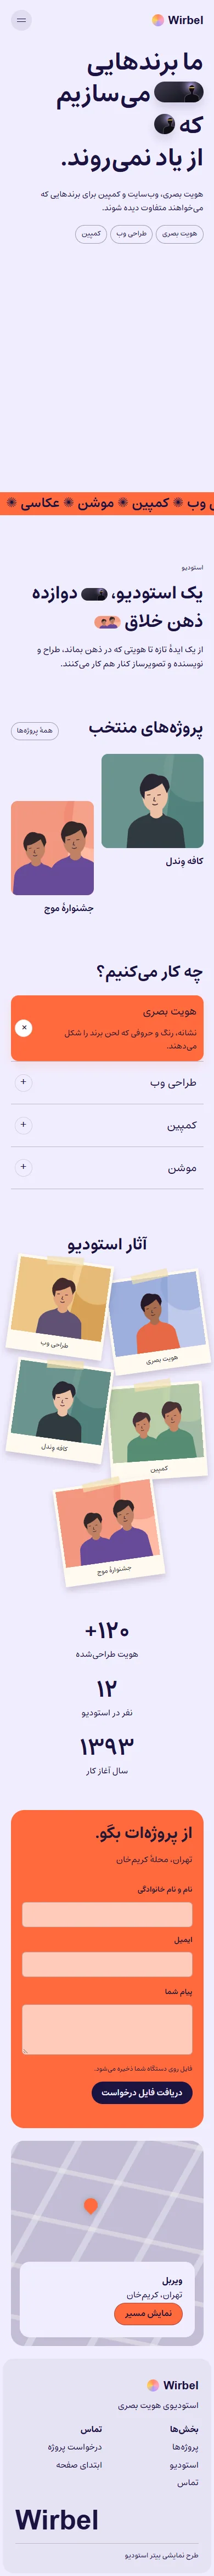 Wirbel
ما برندهایی
می‌سازیم
که
از یاد نمی‌روند.
هویت بصری، وب‌سایت و کمپین برای برندهایی که
می‌خواهند متفاوت دیده شوند.
هویت بصری
طراحی وب
کمپین
ی وب ✺ کمپین ✺ موشن ✺ عکاسی ✺
استودیو
یک استودیو، دوازده
ذهن خلاق
از یک ایدهٔ تازه تا هویتی که در ذهن بماند، طراح و
نویسنده و تصویرساز کنار هم کار می‌کنند.
پروژه‌های منتخب
همهٔ پروژه‌ها
کافه وِندل
جشنوارهٔ موج
چه کار می‌کنیم؟
هویت بصری
نشانه، رنگ و حروفی که لحن برند را شکل
می‌دهند.
×
طراحی وب
+
کمپین
+
موشن
+
آثار استودیو
هویت بصری
طراحی وب
کمپین
کافه وِندل
جشنوارهٔ موج
+۱۲۰
هویت طراحی‌شده
۱۲
نفر در استودیو
۱۳۹۳
سال آغاز کار
از پروژه‌ات بگو.
تهران، محلهٔ کریم‌خان
نام و نام خانوادگی
ایمیل
پیام شما
فایل روی دستگاه شما ذخیره می‌شود.
دریافت فایل درخواست
ویربل
تهران، کریم‌خان
نمایش مسیر
Wirbel
استودیوی هویت بصری
بخش‌ها
پروژه‌ها
استودیو
تماس
تماس
درخواست پروژه
ابتدای صفحه
Wirbel
طرح نمایشی بیتر استودیو